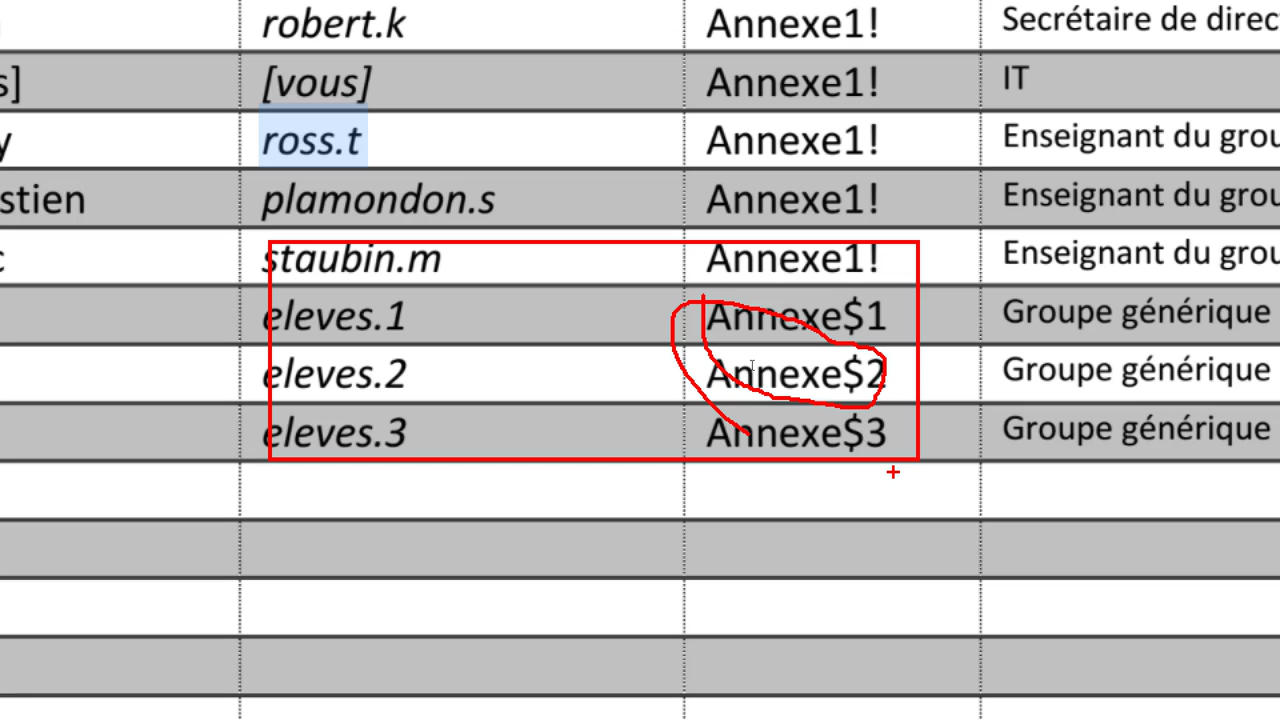 robert.k Annexe1! Secrétaire de direc
s] [vous] Annexe1! IT
y ross.t Annexe1! Enseignant du grou
stien plamondon.s Annexe1! Enseignant du grou
c staubin.m Annexe1! Enseignant du grou
eleves.1 Annexe$1 Groupe générique
eleves.2 Annexe$2 Groupe générique
eleves.3 Annexe$3 Groupe générique